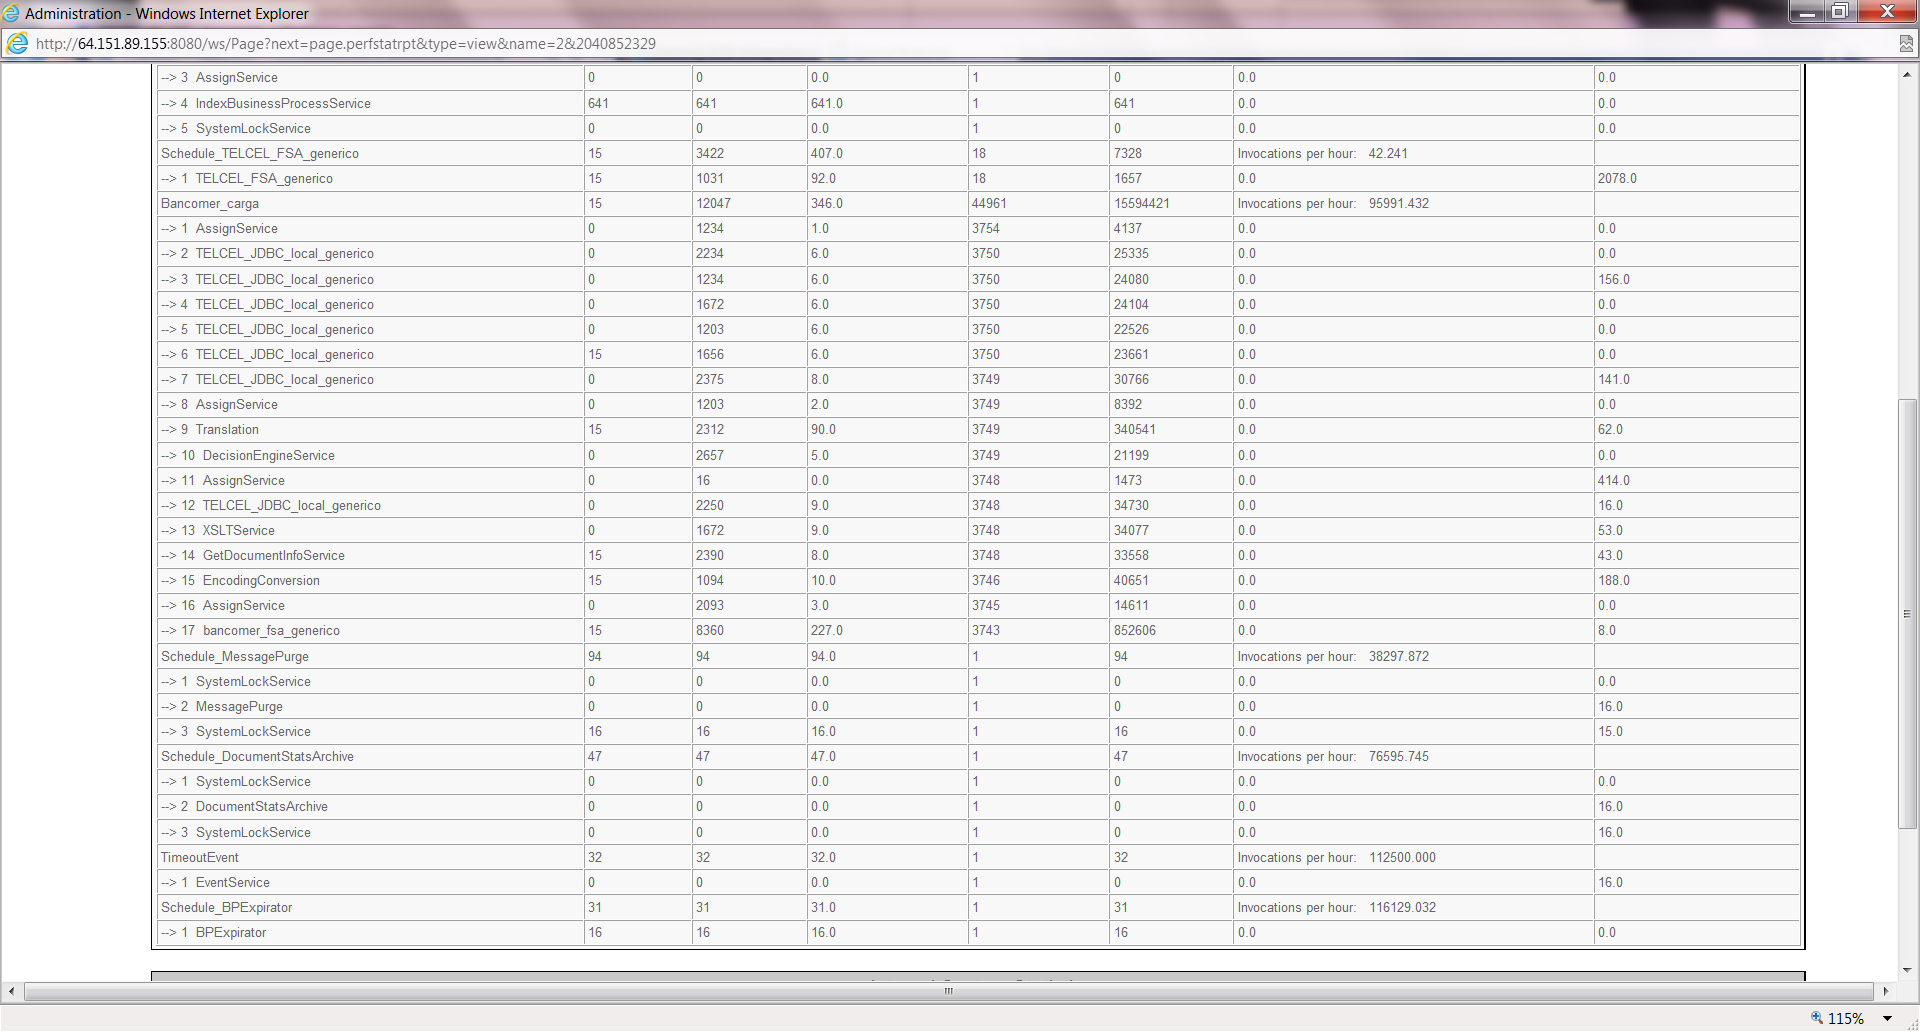 Administration - Windows Internet Explorer
http://64.151.89.155:8080/ws/Page?next=page.perfstatrpt&type=view&name=2&2040852329
--> 3 AssignService 0 0 0.0 1 0 0.0 0.0
--> 4 IndexBusinessProcessService 641 641 641.0 1 641 0.0 0.0
--> 5 SystemLockService 0 0 0.0 1 0 0.0 0.0
Schedule_TELCEL_FSA_generico 15 3422 407.0 18 7328 Invocations per hour: 42.241
--> 1 TELCEL_FSA_generico 15 1031 92.0 18 1657 0.0 2078.0
Bancomer_carga 15 12047 346.0 44961 15594421 Invocations per hour: 95991.432
--> 1 AssignService 0 1234 1.0 3754 4137 0.0 0.0
--> 2 TELCEL_JDBC_local_generico 0 2234 6.0 3750 25335 0.0 0.0
--> 3 TELCEL_JDBC_local_generico 0 1234 6.0 3750 24080 0.0 156.0
--> 4 TELCEL_JDBC_local_generico 0 1672 6.0 3750 24104 0.0 0.0
--> 5 TELCEL_JDBC_local_generico 0 1203 6.0 3750 22526 0.0 0.0
--> 6 TELCEL_JDBC_local_generico 15 1656 6.0 3750 23661 0.0 0.0
--> 7 TELCEL_JDBC_local_generico 0 2375 8.0 3749 30766 0.0 141.0
--> 8 AssignService 0 1203 2.0 3749 8392 0.0 0.0
--> 9 Translation 15 2312 90.0 3749 340541 0.0 62.0
--> 10 DecisionEngineService 0 2657 5.0 3749 21199 0.0 0.0
--> 11 AssignService 0 16 0.0 3748 1473 0.0 414.0
--> 12 TELCEL_JDBC_local_generico 0 2250 9.0 3748 34730 0.0 16.0
--> 13 XSLTService 0 1672 9.0 3748 34077 0.0 53.0
--> 14 GetDocumentInfoService 15 2390 8.0 3748 33558 0.0 43.0
--> 15 EncodingConversion 15 1094 10.0 3746 40651 0.0 188.0
--> 16 AssignService 0 2093 3.0 3745 14611 0.0 0.0
--> 17 bancomer_fsa_generico 15 8360 227.0 3743 852606 0.0 8.0
Schedule_MessagePurge 94 94 94.0 1 94 Invocations per hour: 38297.872
--> 1 SystemLockService 0 0 0.0 1 0 0.0 0.0
--> 2 MessagePurge 0 0 0.0 1 0 0.0 16.0
--> 3 SystemLockService 16 16 16.0 1 16 0.0 15.0
Schedule_DocumentStatsArchive 47 47 47.0 1 47 Invocations per hour: 76595.745
--> 1 SystemLockService 0 0 0.0 1 0 0.0 0.0
--> 2 DocumentStatsArchive 0 0 0.0 1 0 0.0 16.0
--> 3 SystemLockService 0 0 0.0 1 0 0.0 16.0
TimeoutEvent 32 32 32.0 1 32 Invocations per hour: 112500.000
--> 1 EventService 0 0 0.0 1 0 0.0 16.0
Schedule_BPExpirator 31 31 31.0 1 31 Invocations per hour: 116129.032
--> 1 BPExpirator 16 16 16.0 1 16 0.0 0.0
115%